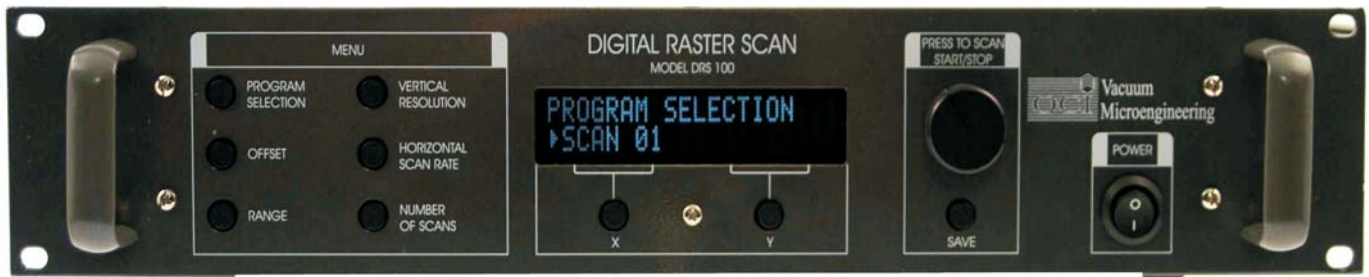 MENU
PROGRAM
SELECTION
VERTICAL
RESOLUTION
OFFSET
HORIZONTAL
SCAN RATE
RANGE
NUMBER
OF SCANS
DIGITAL RASTER SCAN
MODEL DRS 100
PROGRAM SELECTION
▶SCAN 01
X
Y
PRESS TO SCAN
START/STOP
SAVE
OCI
Vacuum
Microengineering
POWER
O
I